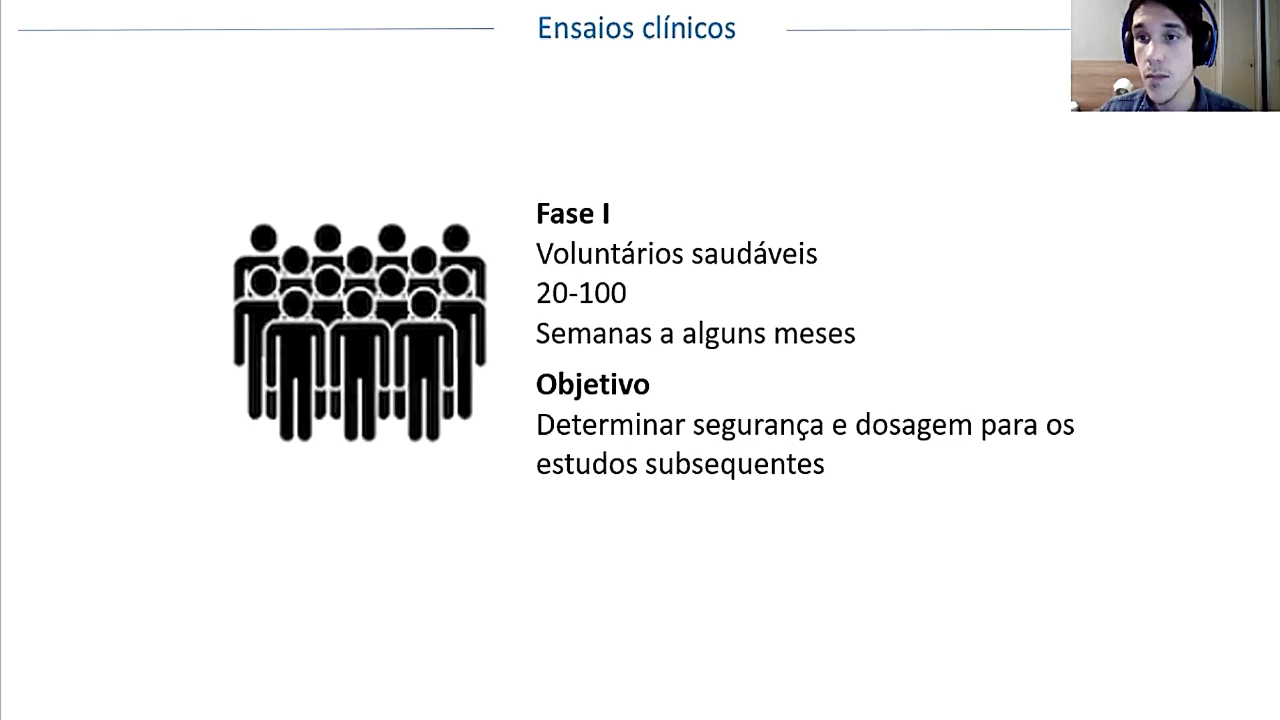 Ensaios clínicos
Fase I
Voluntários saudáveis
20-100
Semanas a alguns meses
Objetivo
Determinar segurança e dosagem para os
estudos subsequentes